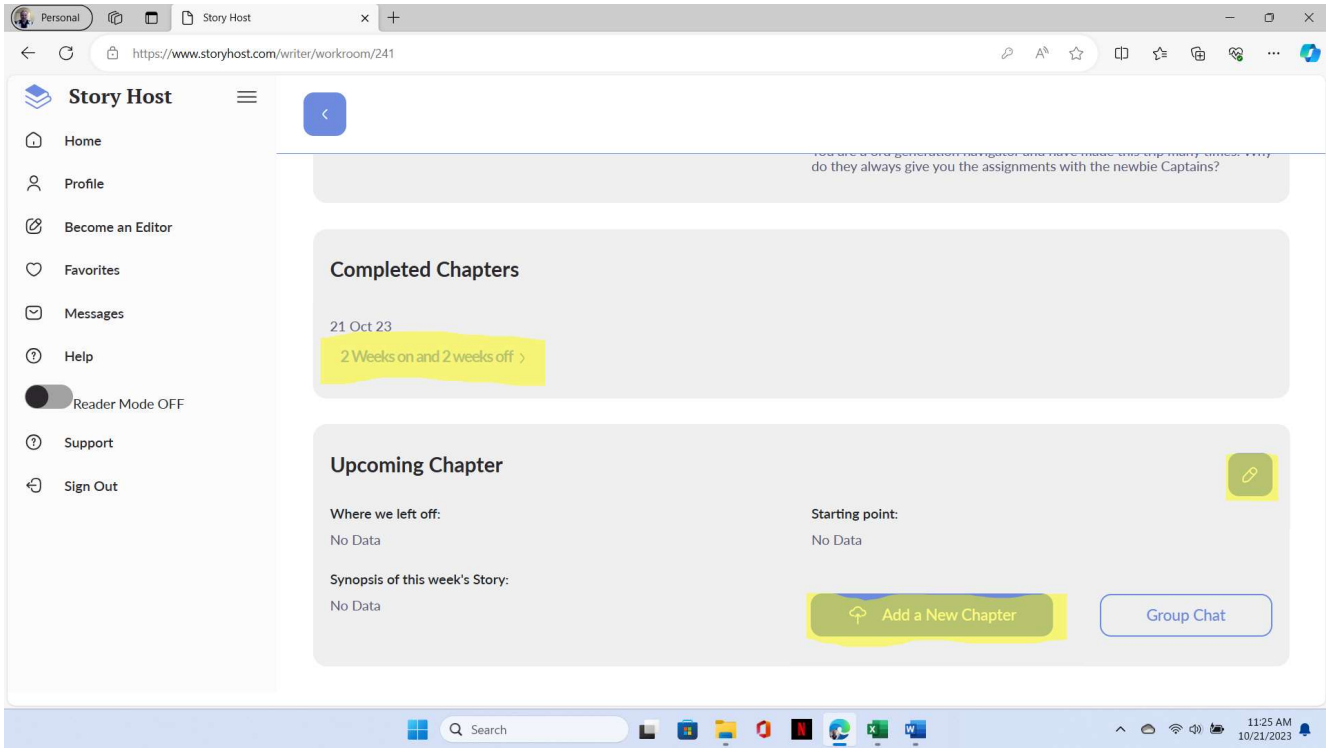 Personal
Story Host
https://www.storyhost.com/writer/workroom/241
Story Host
Home
Profile
Become an Editor
Favorites
Messages
Help
Reader Mode OFF
Support
Sign Out
do they always give you the assignments with the newbie Captains?
Completed Chapters
21 Oct 23
2 Weeks on and 2 weeks off >
Upcoming Chapter
Where we left off:
No Data
Starting point:
No Data
Synopsis of this week's Story:
No Data
Add a New Chapter
Group Chat
Search
11:25 AM
10/21/2023